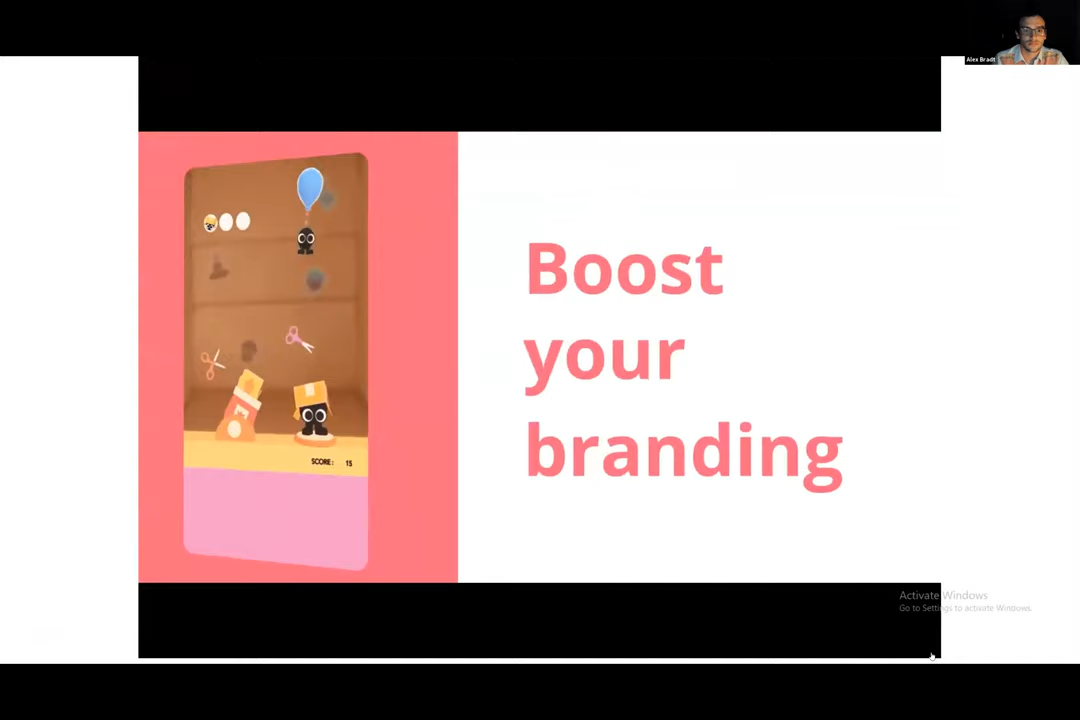 Alex Bradt
Boost
your
branding
SCORE: 15
Activate Windows
Go to Settings to activate Windows.